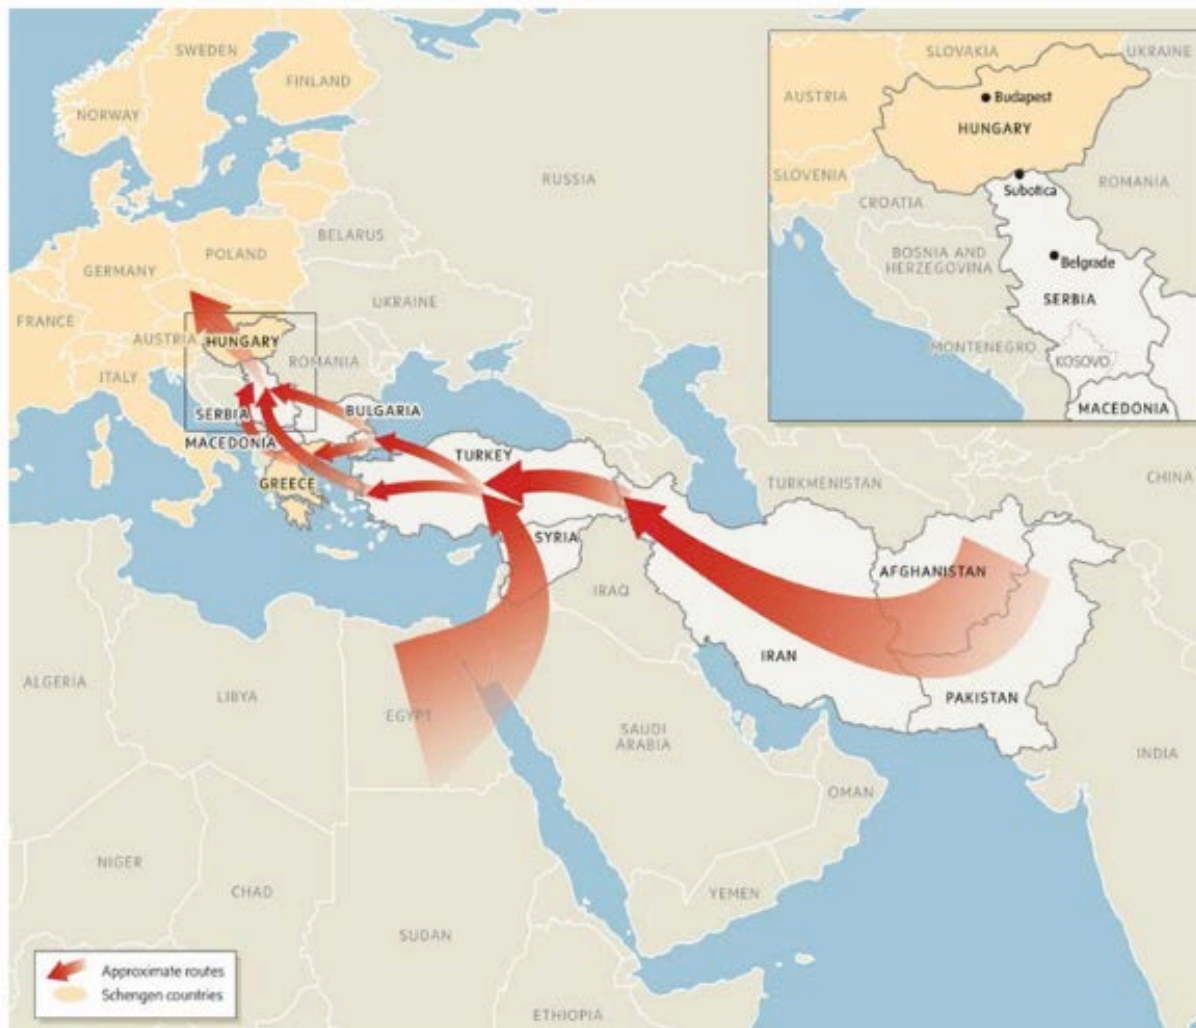 SWEDEN
FINLAND
NORWAY
RUSSIA
BELARUS
POLAND
GERMANY
UKRAINE
FRANCE
AUSTRIA
HUNGARY
ROMANIA
ITALY
SERBIA
BULGARIA
MACEDONIA
GREECE
TURKEY
TURKMENISTAN
CHINA
SYRIA
AFGHANISTAN
IRAQ
IRAN
PAKISTAN
ALGERIA
LIBYA
EGYPT
SAUDI
ARABIA
INDIA
OMAN
NIGER
CHAD
YEMEN
SUDAN
ETHIOPIA
SLOVAKIA
UKRAINE
AUSTRIA
Budapest
HUNGARY
SLOVENIA
Subotica
ROMANIA
CROATIA
BOSNIA AND
HERZEGOVINA
Belgrade
SERBIA
MONTENEGRO
KOSOVO
MACEDONIA
Approximate routes
Schengen countries